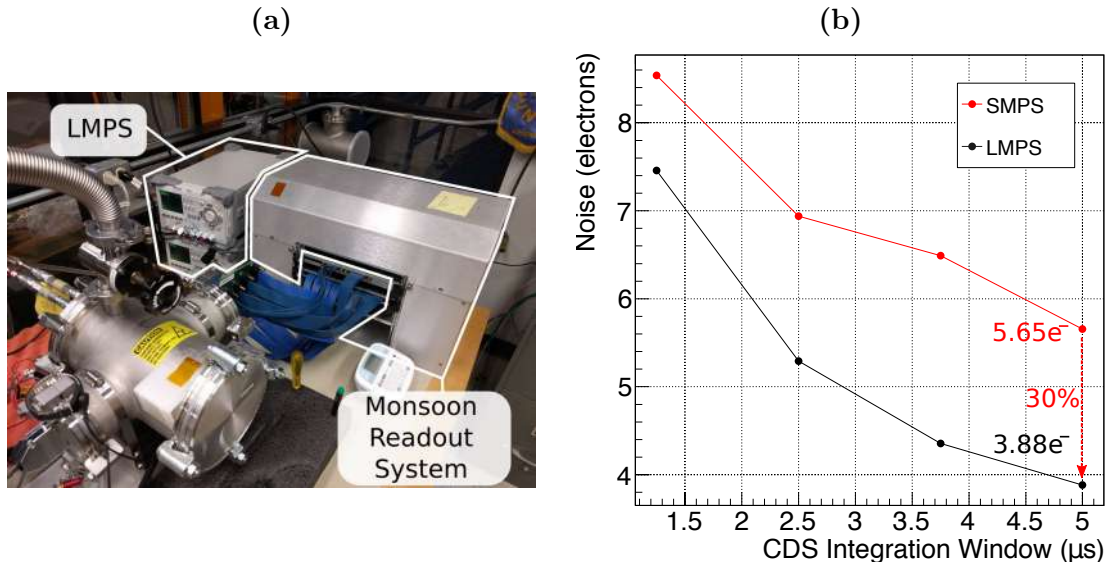 (a)
(b)
LMPS
Monsoon
Readout
System
Noise (electrons)
8
7
6
5
4
SMPS
LMPS
5.65e⁻
30%
3.88e⁻
1.5 2 2.5 3 3.5 4 4.5 5
CDS Integration Window (μs)